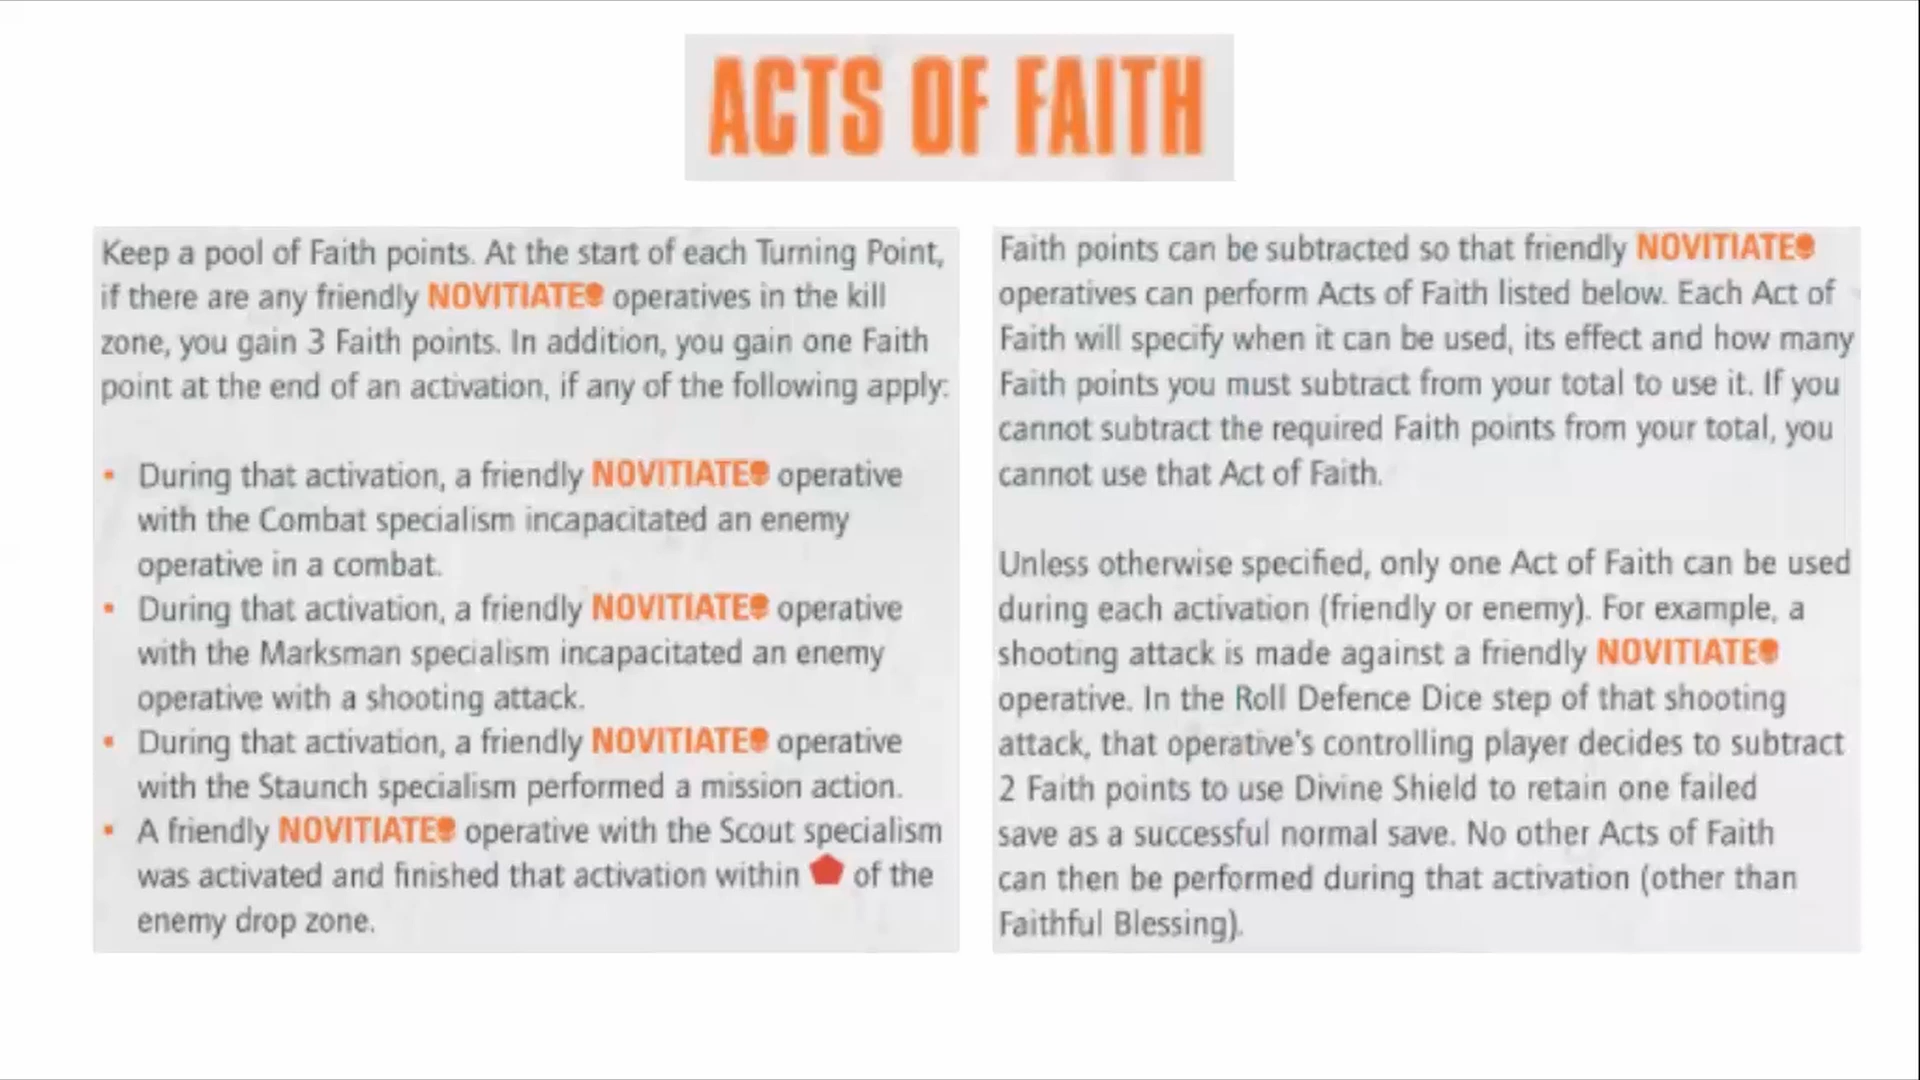 ACTS OF FAITH
Keep a pool of Faith points. At the start of each Turning Point,
if there are any friendly NOVITIATE operatives in the kill
zone, you gain 3 Faith points. In addition, you gain one Faith
point at the end of an activation, if any of the following apply:
▪ During that activation, a friendly NOVITIATE operative
with the Combat specialism incapacitated an enemy
operative in a combat.
▪ During that activation, a friendly NOVITIATE operative
with the Marksman specialism incapacitated an enemy
operative with a shooting attack.
▪ During that activation, a friendly NOVITIATE operative
with the Staunch specialism performed a mission action.
▪ A friendly NOVITIATE operative with the Scout specialism
was activated and finished that activation within ⬟ of the
enemy drop zone.
Faith points can be subtracted so that friendly NOVITIATE
operatives can perform Acts of Faith listed below. Each Act of
Faith will specify when it can be used, its effect and how many
Faith points you must subtract from your total to use it. If you
cannot subtract the required Faith points from your total, you
cannot use that Act of Faith.
Unless otherwise specified, only one Act of Faith can be used
during each activation (friendly or enemy). For example, a
shooting attack is made against a friendly NOVITIATE
operative. In the Roll Defence Dice step of that shooting
attack, that operative's controlling player decides to subtract
2 Faith points to use Divine Shield to retain one failed
save as a successful normal save. No other Acts of Faith
can then be performed during that activation (other than
Faithful Blessing).